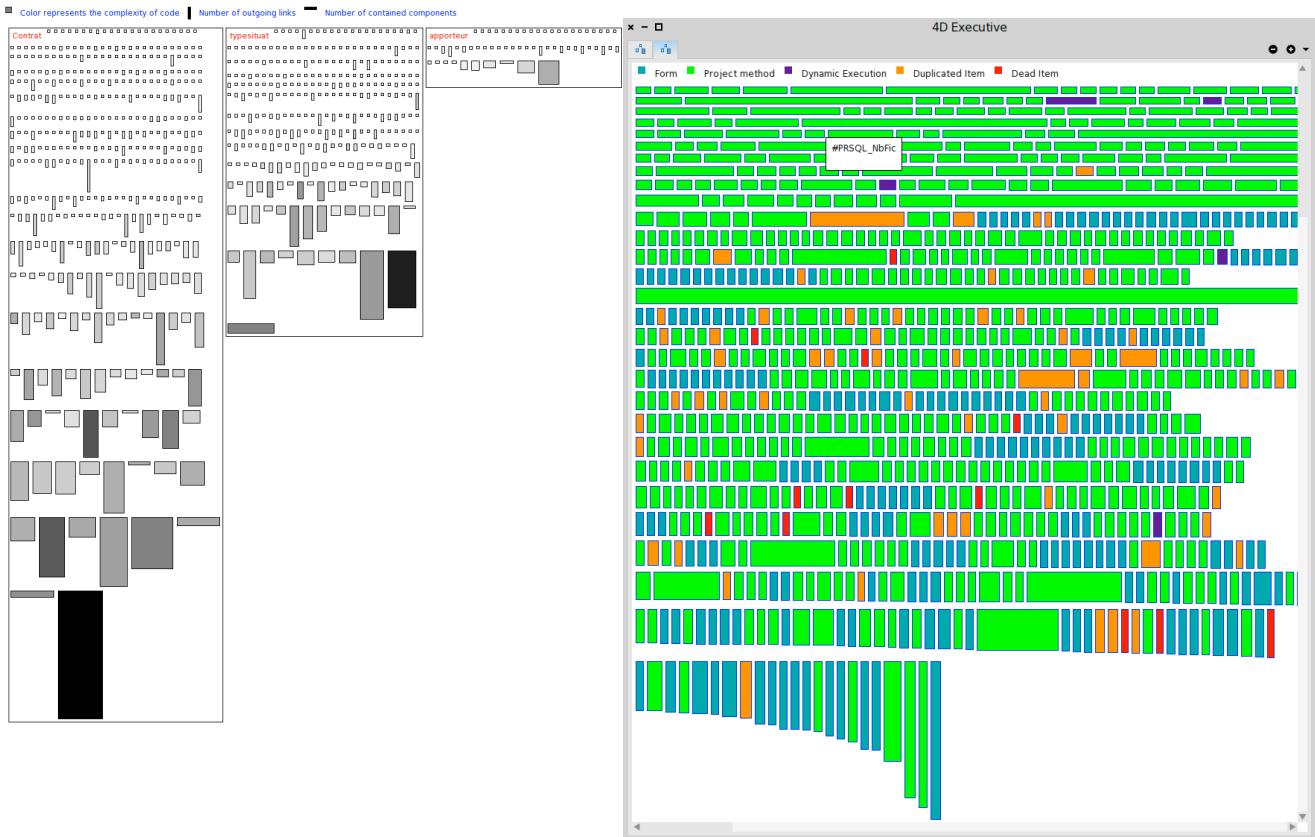 Color represents the complexity of code
Number of outgoing links
Number of contained components
Contrat
typesituat
apporteur
4D Executive
Form
Project method
Dynamic Execution
Duplicated Item
Dead Item
#PRSQL_NbFic